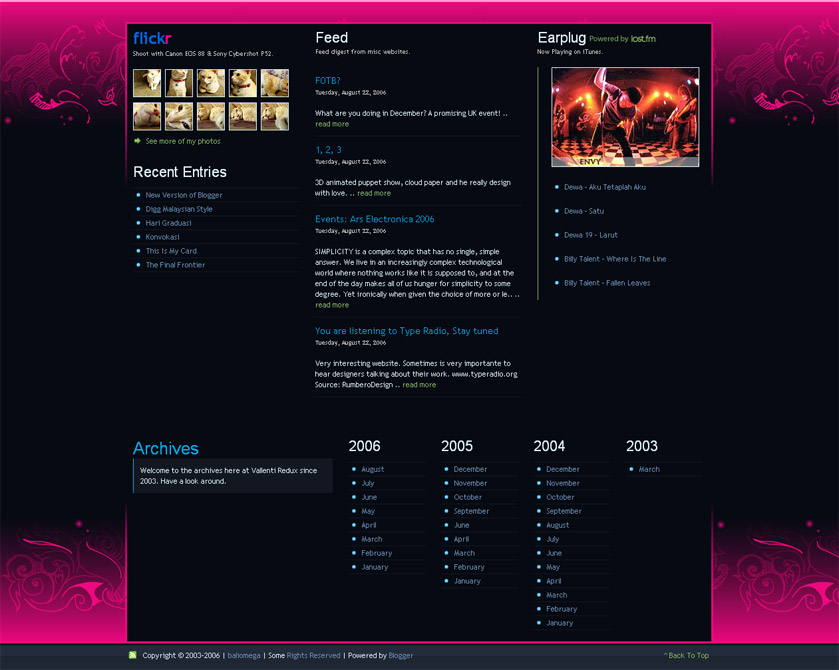 flickr
Shoot with Canon EOS 88 & Sony Cybershot P52.
See more of my photos
Recent Entries
New Version of Blogger
Digg Malaysian Style
Hari Graduasi
Konvokasi
This Is My Card
The Final Frontier
Feed
Feed digest from misc websites.
FOTB?
Tuesday, August 22, 2006
What are you doing in December? A promising UK event! ..
read more
1, 2, 3
Tuesday, August 22, 2006
3D animated puppet show, cloud paper and he really design
with love. .. read more
Events: Ars Electronica 2006
Tuesday, August 22, 2006
SIMPLICITY is a complex topic that has no single, simple
answer. We live in an increasingly complex technological
world where nothing works like it is supposed to, and at the
end of the day makes all of us hunger for simplicity to some
degree. Yet ironically when given the choice of more or le.. ..
read more
You are listening to Type Radio, Stay tuned
Tuesday, August 22, 2006
Very interesting website. Sometimes is very importante to
hear designers talking about their work. www.typeradio.org
Source: RumberoDesign .. read more
Earplug Powered by lost.fm
Now Playing on iTunes.
ENVY
Dewa - Aku Tetaplah Aku
Dewa - Satu
Dewa 19 - Larut
Billy Talent - Where Is The Line
Billy Talent - Fallen Leaves
Archives
Welcome to the archives here at Vallenti Redux since
2003. Have a look around.
2006
August
July
June
May
April
March
February
January
2005
December
November
October
September
June
April
March
February
January
2004
December
November
October
September
August
July
June
May
April
March
February
January
2003
March
Copyright © 2003-2006 | baliomega | Some Rights Reserved | Powered by Blogger
^ Back To Top